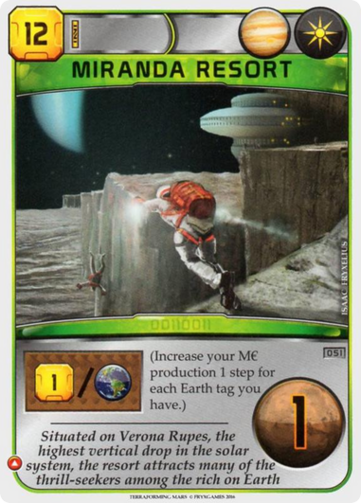 12
MIRANDA RESORT
ISAAC FRYXELIUS
051
1 /
(Increase your M€
production 1 step for
each Earth tag you
have.)
1
Situated on Verona Rupes, the
highest vertical drop in the solar
system, the resort attracts many of the
thrill-seekers among the rich on Earth
TERRAFORMING MARS © FRYXGAMES 2016